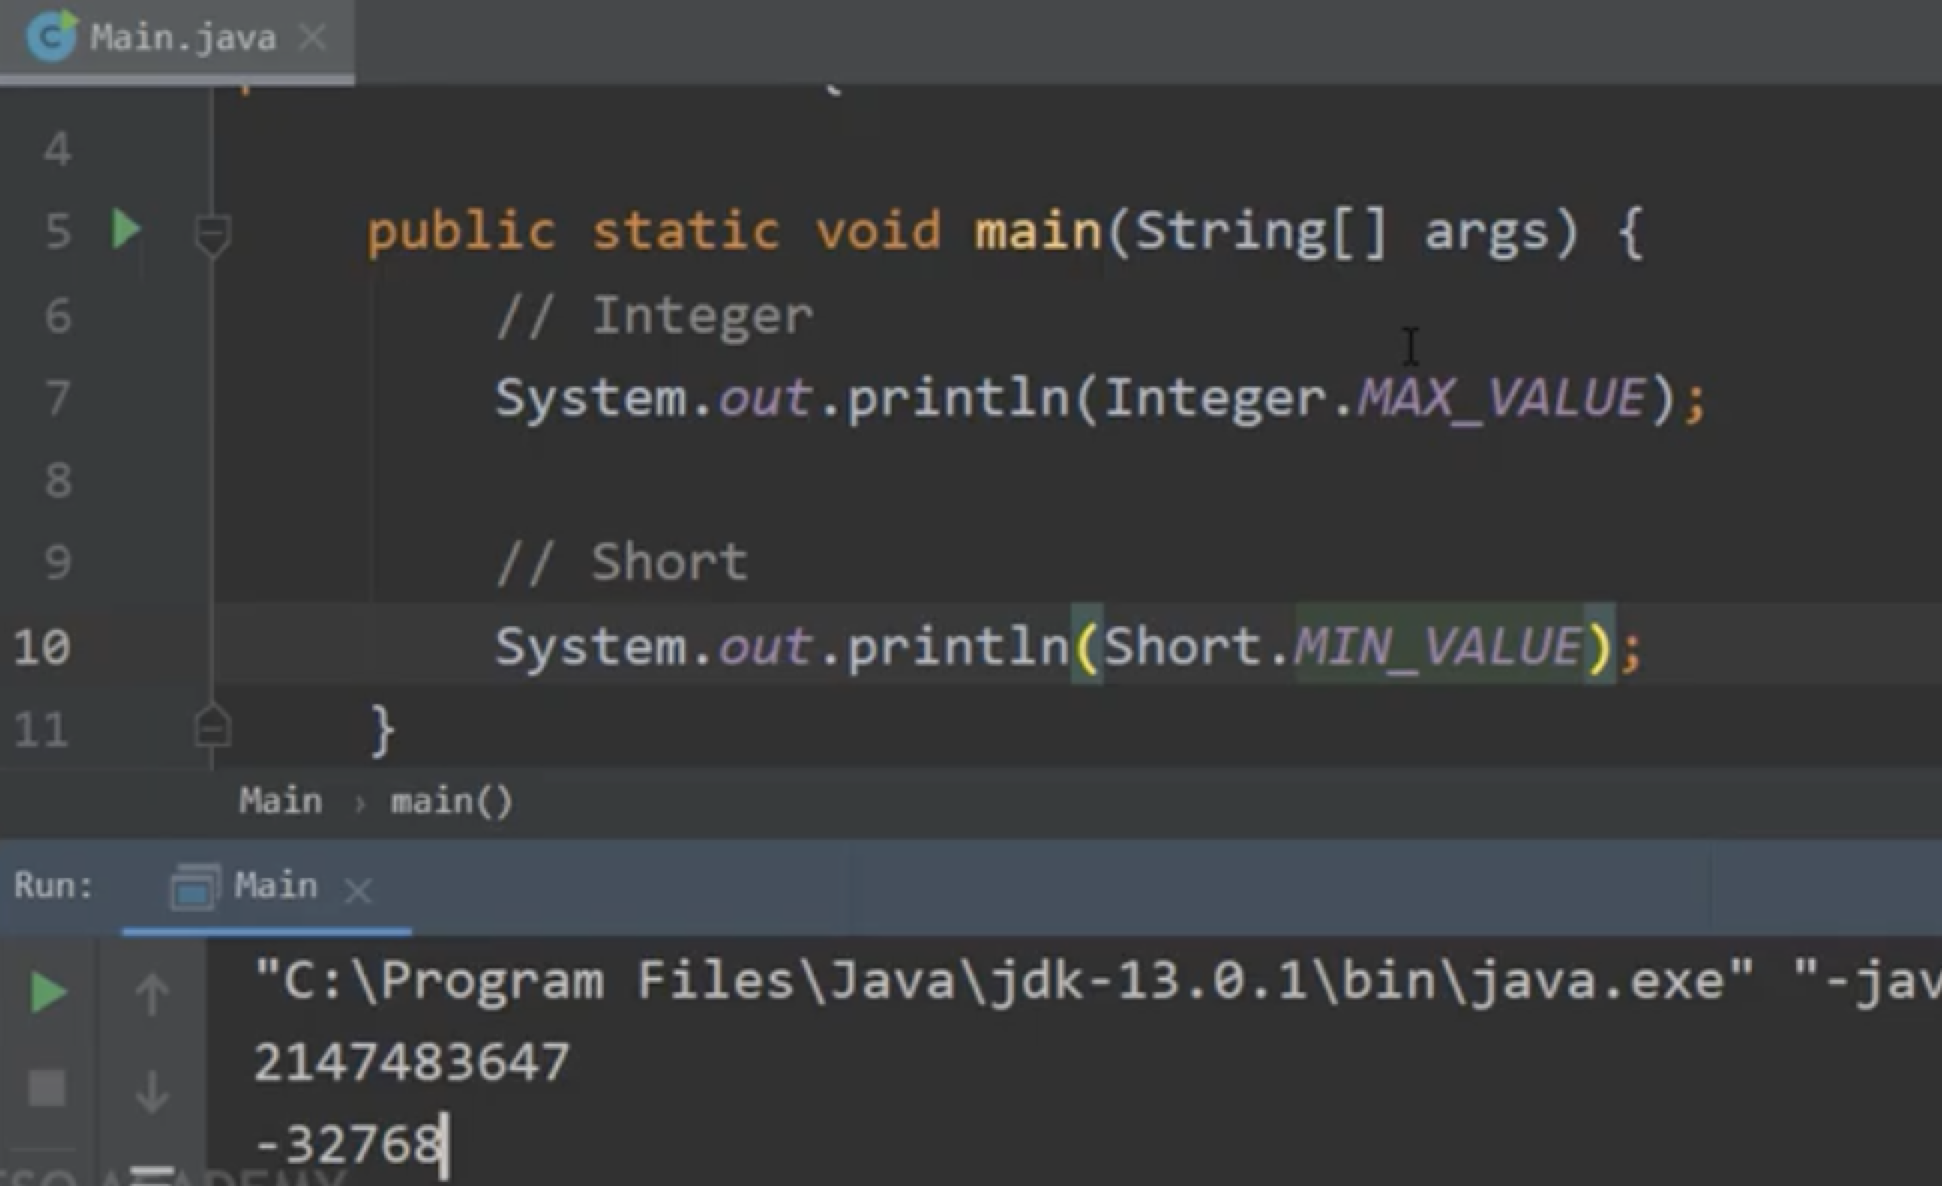 Main.java
4
5 public static void main(String[] args) {
6 // Integer
7 System.out.println(Integer.MAX_VALUE);
8
9 // Short
10 System.out.println(Short.MIN_VALUE);
11 }
Main › main()
Run: Main
"C:\Program Files\Java\jdk-13.0.1\bin\java.exe" "-jav
2147483647
-32768
ACADEMY